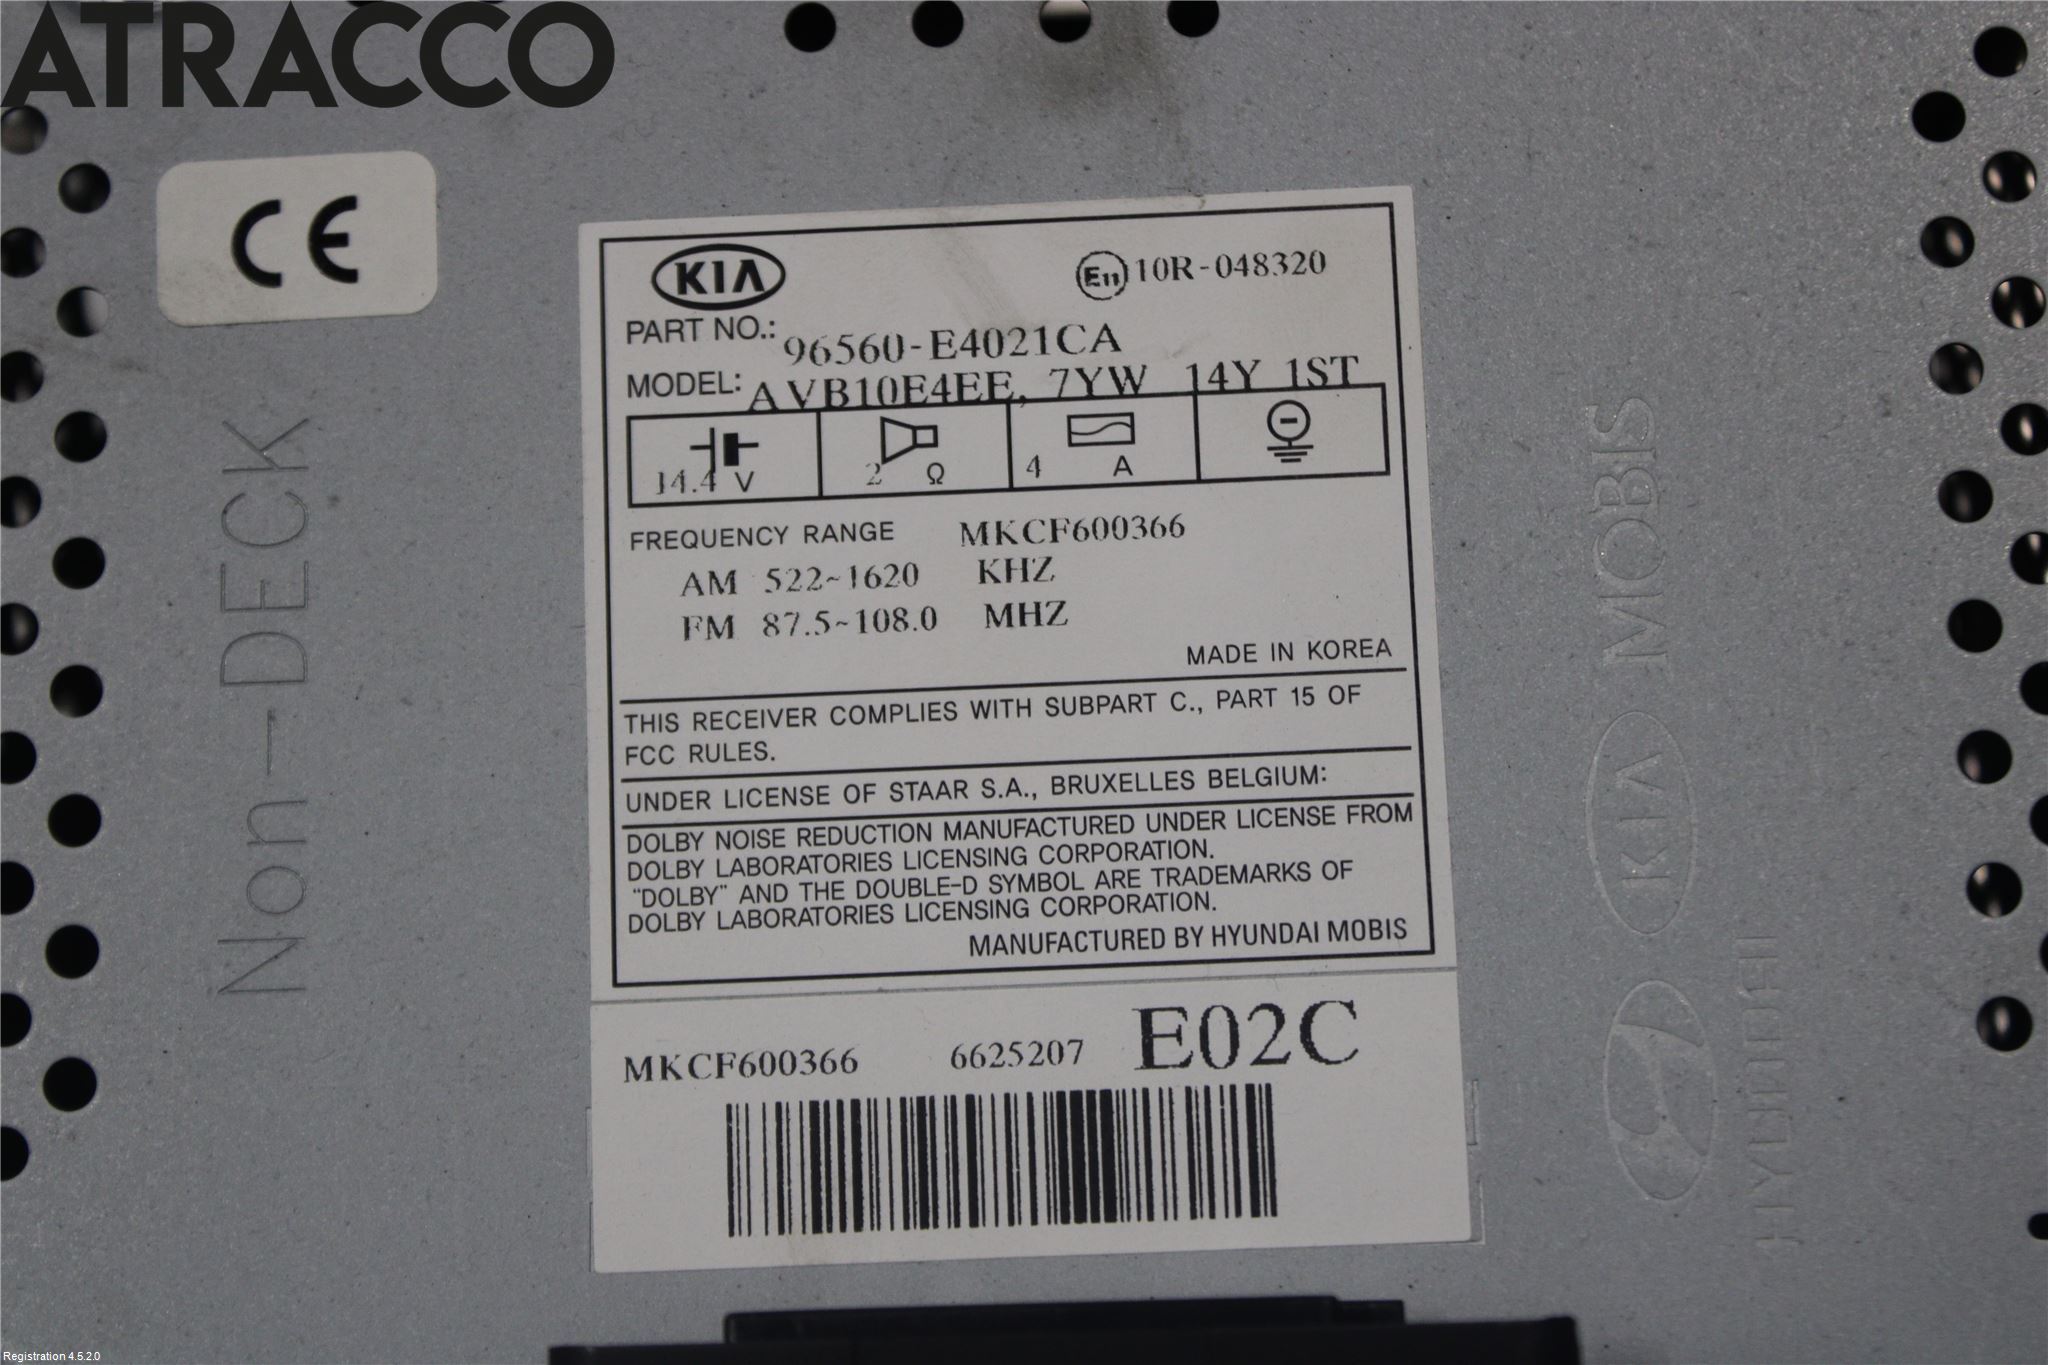 ATRACCO
CE
KIA
E11 10R-048320
PART NO.: 96560-E4021CA
MODEL: AVB10E4EE, 7YW 14Y 1ST
14.4 V 2 Ω 4 A
FREQUENCY RANGE MKCF600366
AM 522~1620 KHZ
FM 87.5~108.0 MHZ
MADE IN KOREA
THIS RECEIVER COMPLIES WITH SUBPART C., PART 15 OF
FCC RULES.
UNDER LICENSE OF STAAR S.A., BRUXELLES BELGIUM:
DOLBY NOISE REDUCTION MANUFACTURED UNDER LICENSE FROM
DOLBY LABORATORIES LICENSING CORPORATION.
"DOLBY" AND THE DOUBLE-D SYMBOL ARE TRADEMARKS OF
DOLBY LABORATORIES LICENSING CORPORATION.
MANUFACTURED BY HYUNDAI MOBIS
MKCF600366 6625207 E02C
Non-DECK
MOBIS
KIA
HYUNDAI
Registration 4.5.2.0